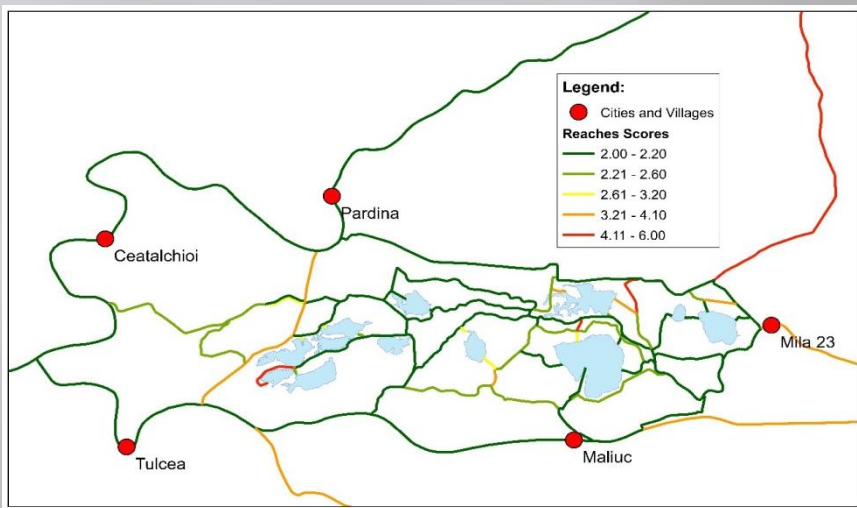 Legend:
Cities and Villages
Reaches Scores
2.00 - 2.20
2.21 - 2.60
2.61 - 3.20
3.21 - 4.10
4.11 - 6.00
Pardina
Ceatalchioi
Mila 23
Maliuc
Tulcea